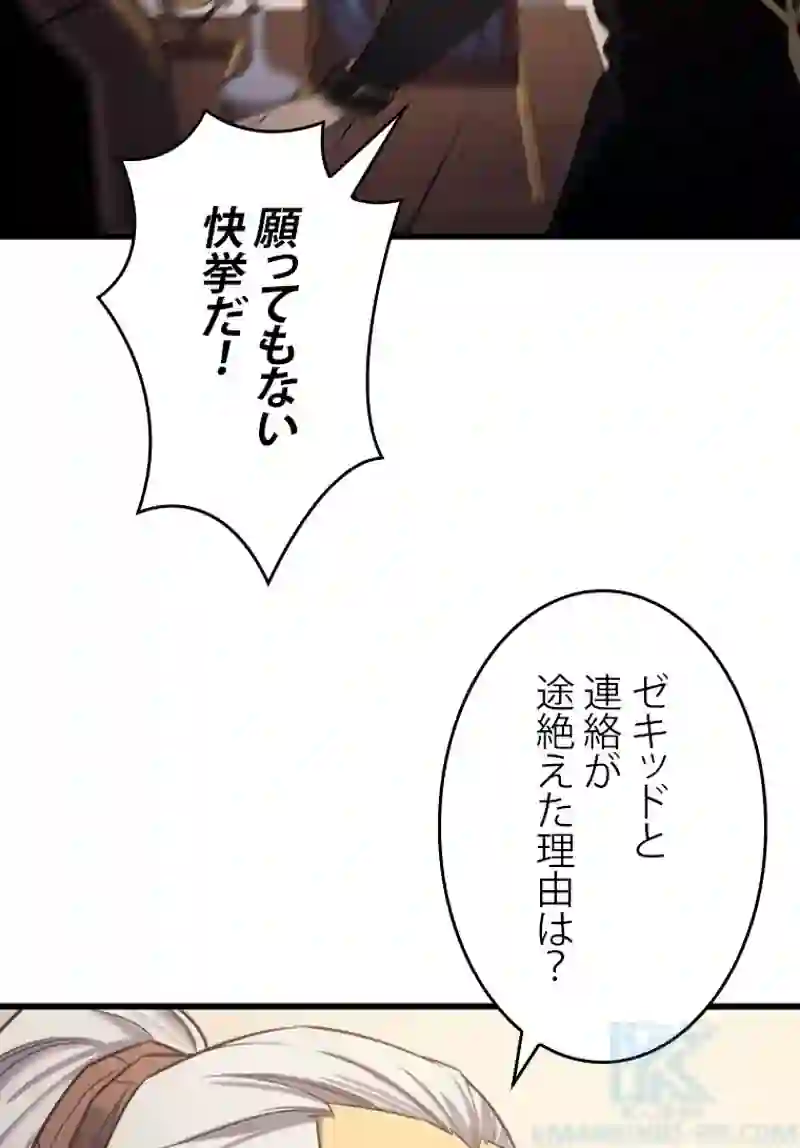 願ってもない
快挙だ！
ゼキッドと
連絡が
途絶えた理由は？